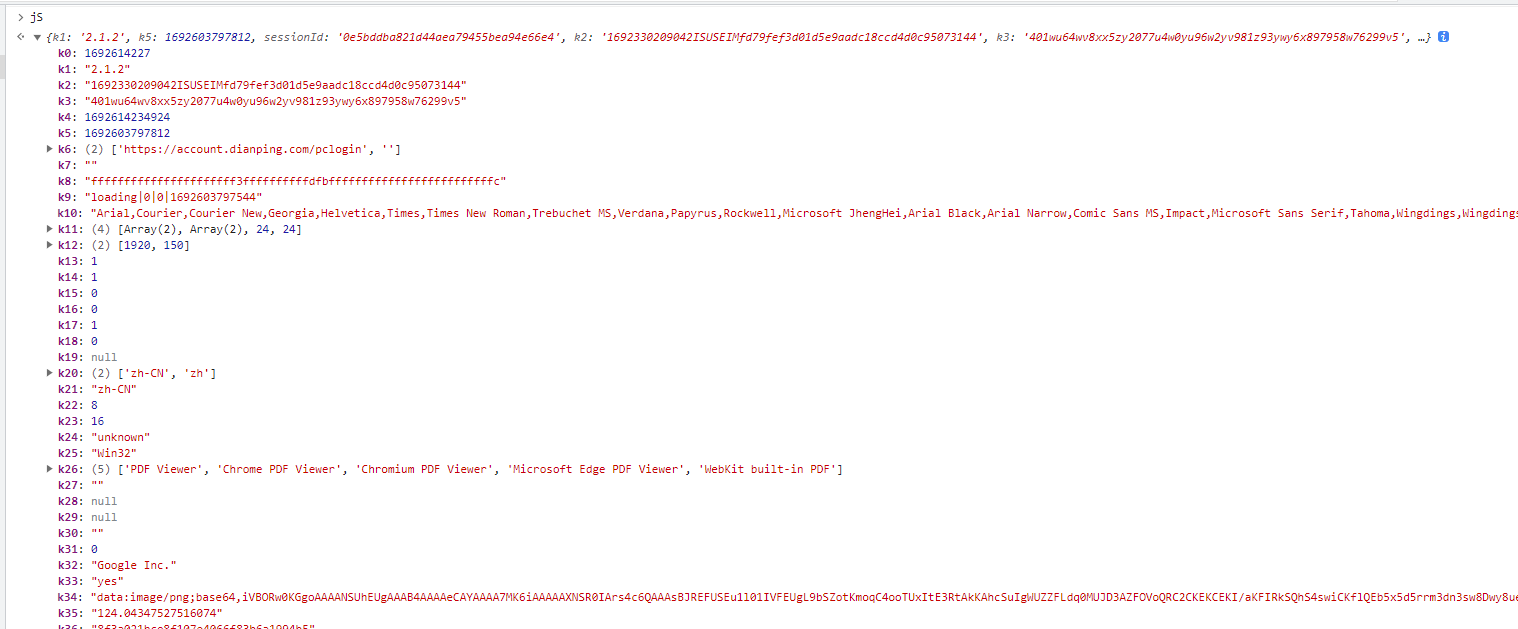 > jS
{k1: '2.1.2', k5: 1692603797812, sessionId: '0e5bddba821d44aea79455bea94e66e4', k2: '1692330209042ISUSEIMfd79fef3d01d5e9aadc18ccd4d0c95073144', k3: '401wu64wv8xx5zy2077u4w0yu96w2yv981z93ywy6x897958w76299v5', …}
k0: 1692614227
k1: "2.1.2"
k2: "1692330209042ISUSEIMfd79fef3d01d5e9aadc18ccd4d0c95073144"
k3: "401wu64wv8xx5zy2077u4w0yu96w2yv981z93ywy6x897958w76299v5"
k4: 1692614234924
k5: 1692603797812
k6: (2) ['https://account.dianping.com/pclogin', '']
k7: ""
k8: "ffffffffffffffffffffff3ffffffffffdfbfffffffffffffffffffffffffc"
k9: "loading|0|0|1692603797544"
k10: "Arial,Courier,Courier New,Georgia,Helvetica,Times,Times New Roman,Trebuchet MS,Verdana,Papyrus,Rockwell,Microsoft JhengHei,Arial Black,Arial Narrow,Comic Sans MS,Impact,Microsoft Sans Serif,Tahoma,Wingdings,Wingdings
k11: (4) [Array(2), Array(2), 24, 24]
k12: (2) [1920, 150]
k13: 1
k14: 1
k15: 0
k16: 0
k17: 1
k18: 0
k19: null
k20: (2) ['zh-CN', 'zh']
k21: "zh-CN"
k22: 8
k23: 16
k24: "unknown"
k25: "Win32"
k26: (5) ['PDF Viewer', 'Chrome PDF Viewer', 'Chromium PDF Viewer', 'Microsoft Edge PDF Viewer', 'WebKit built-in PDF']
k27: ""
k28: null
k29: null
k30: ""
k31: 0
k32: "Google Inc."
k33: "yes"
k34: "data:image/png;base64,iVBORw0KGgoAAAANSUhEUgAAAB4AAAAeCAYAAAA7MK6iAAAAAXNSR0IArs4c6QAAAsBJREFUSEu1l01IVFEUgL9bSZotKmoqC4ooTUxItE3RtAkKAhcSuIgWUZZFLdq0MUJD3AZFOVoQRC2CKEKCEKI/aKFIRkSQhS4swiCKflQEb5x5d5rrm3dn3sw8Dwy8ue
k35: "124.04347527516074"